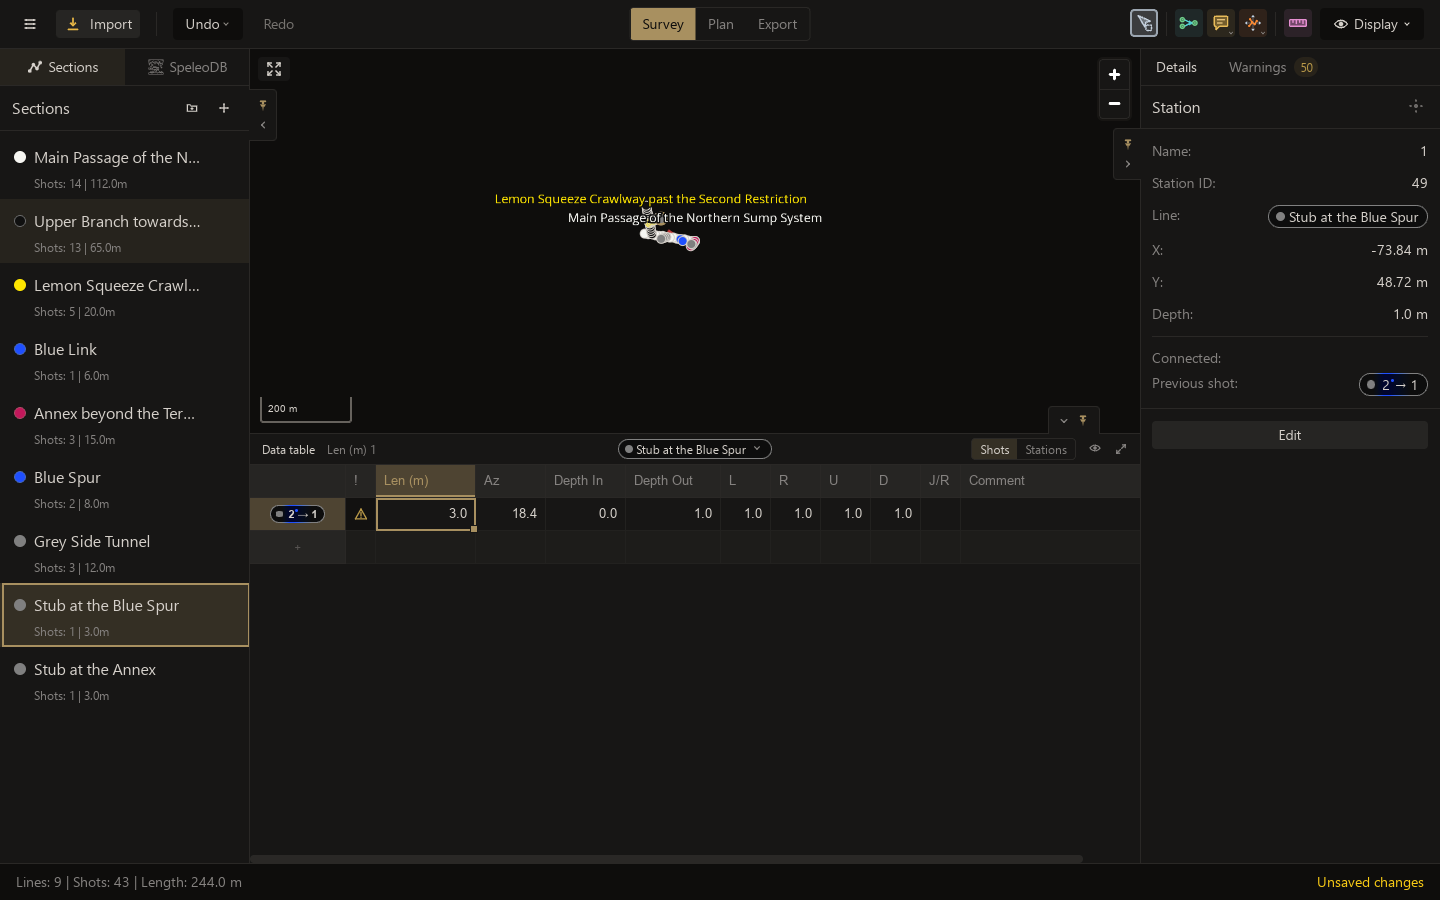 Import
Undo
Redo
Survey
Plan
Export
Display
Sections
SpeleoDB
Sections
Main Passage of the N...
Shots: 14 | 112.0m
Upper Branch towards...
Shots: 13 | 65.0m
Lemon Squeeze Crawl...
Shots: 5 | 20.0m
Blue Link
Shots: 1 | 6.0m
Annex beyond the Ter...
Shots: 3 | 15.0m
Blue Spur
Shots: 2 | 8.0m
Grey Side Tunnel
Shots: 3 | 12.0m
Stub at the Blue Spur
Shots: 1 | 3.0m
Stub at the Annex
Shots: 1 | 3.0m
Lemon Squeeze Crawlway past the Second Restriction
Main Passage of the Northern Sump System
200 m
Data table
Len (m) 1
Stub at the Blue Spur
Shots
Stations
! Len (m) Az Depth In Depth Out L R U D J/R Comment
2 → 1 3.0 18.4 0.0 1.0 1.0 1.0 1.0 1.0
+
Details
Warnings 50
Station
Name: 1
Station ID: 49
Line: Stub at the Blue Spur
X: -73.84 m
Y: 48.72 m
Depth: 1.0 m
Connected:
Previous shot: 2 → 1
Edit
Lines: 9 | Shots: 43 | Length: 244.0 m
Unsaved changes